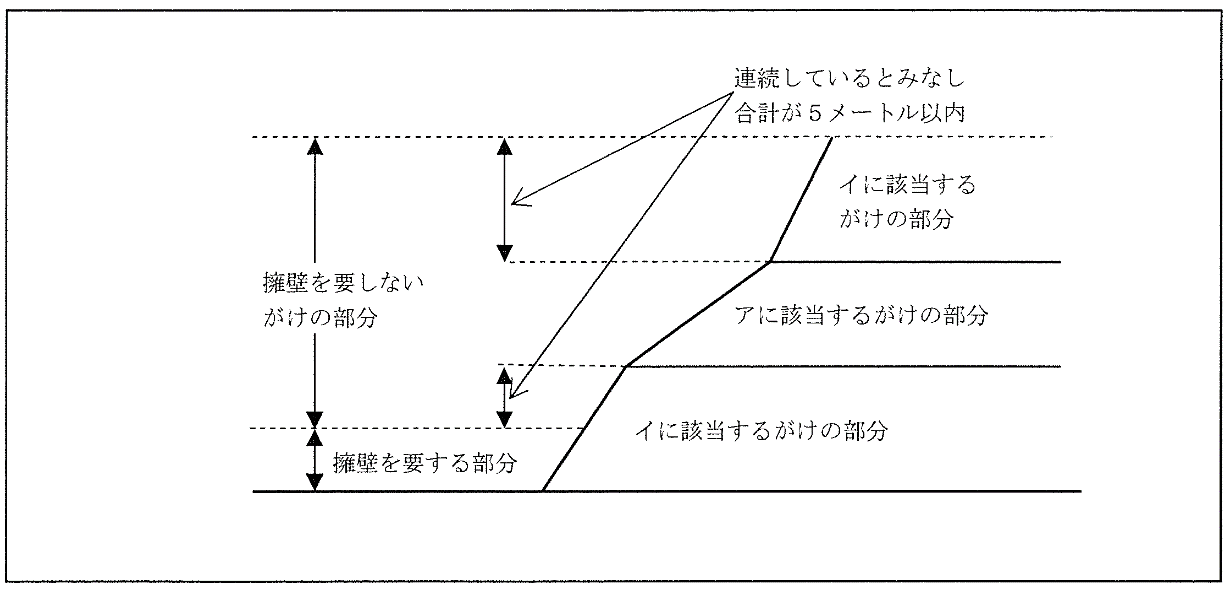 連続しているとみなし
合計が５メートル以内
イに該当する
がけの部分
擁壁を要しない
がけの部分
アに該当するがけの部分
イに該当するがけの部分
擁壁を要する部分